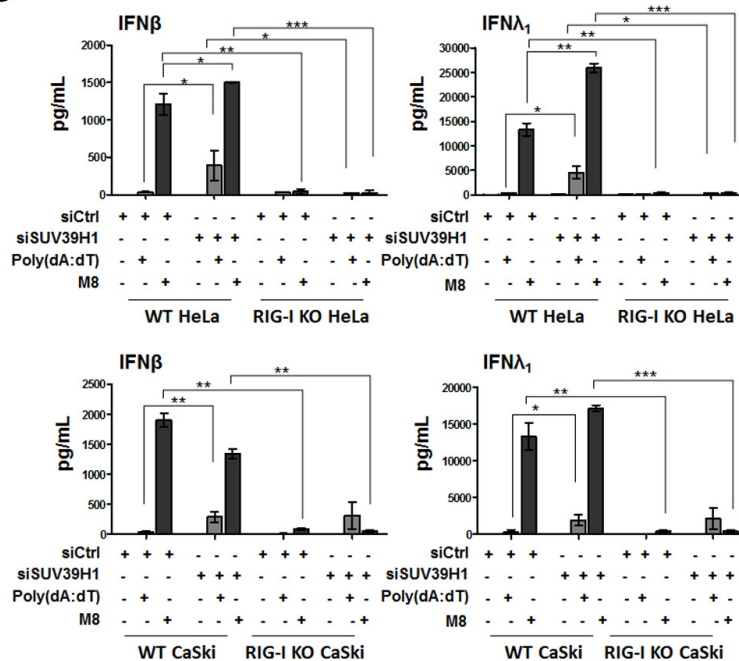 IFNβ
***
*
**
*
*
2000
1500
1000
500
0
pg/mL
siCtrl + + + - - - + + + - - -
siSUV39H1 - - - + + + - - - + + +
Poly(dA:dT) - + - - + - - + - - + -
M8 - - + - - + - - + - - +
WT HeLa RIG-I KO HeLa
IFNλ1
***
*
**
**
*
30000
25000
20000
15000
10000
5000
0
pg/mL
siCtrl + + + - - - + + + - - -
siSUV39H1 - - - + + + - - - + + +
Poly(dA:dT) - + - - + - - + - - + -
M8 - - + - - + - - + - - +
WT HeLa RIG-I KO HeLa
IFNβ
**
**
**
2500
2000
1500
1000
500
0
pg/mL
siCtrl + + + - - - + + + - - -
siSUV39H1 - - - + + + - - - + + +
Poly(dA:dT) - + - - + - - + - - + -
M8 - - + - - + - - + - - +
WT CaSki RIG-I KO CaSki
IFNλ1
***
**
*
20000
15000
10000
5000
0
pg/mL
siCtrl + + + - - - + + + - - -
siSUV39H1 - - - + + + - - - + + +
Poly(dA:dT) - + - - + - - + - - + -
M8 - - + - - + - - + - - +
WT CaSki RIG-I KO CaSki